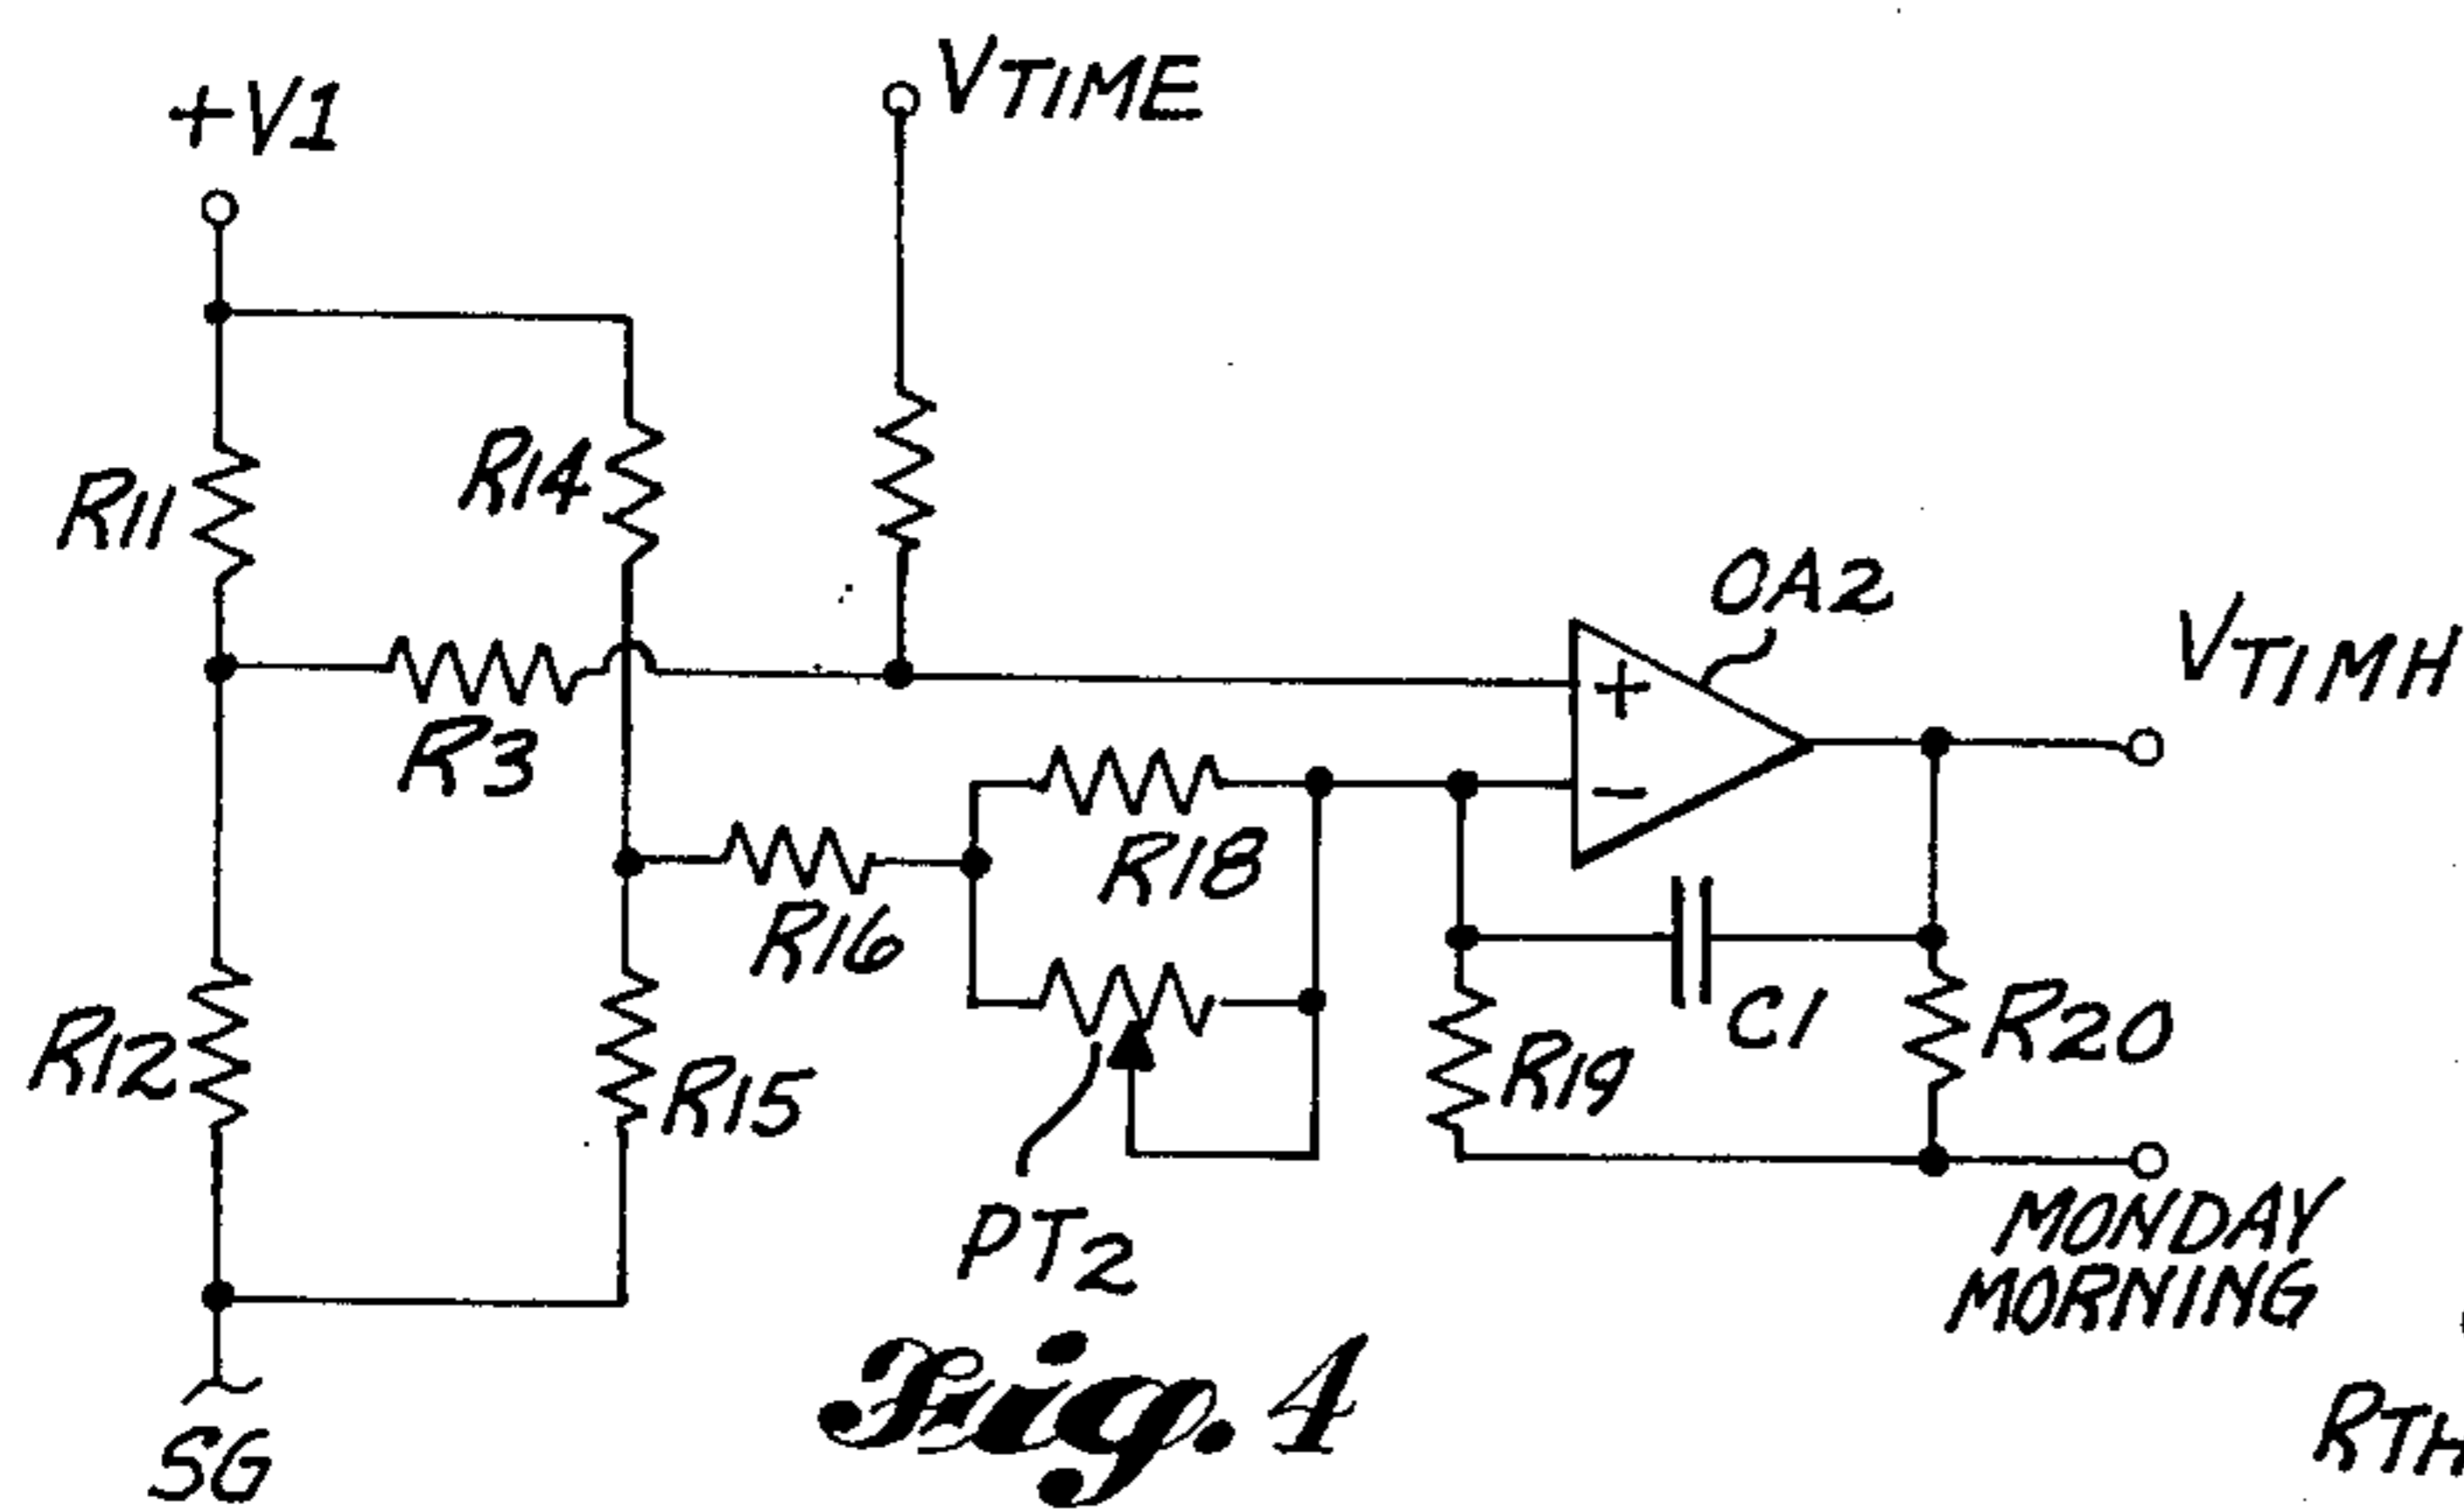 +V1
VTIME
R11
R14
R3
OA2
VTIMH
+
-
R18
R16
R12
R15
C1
R19
R20
PT2
MONDAY
MORNING
SG
Fig. 4
RTH